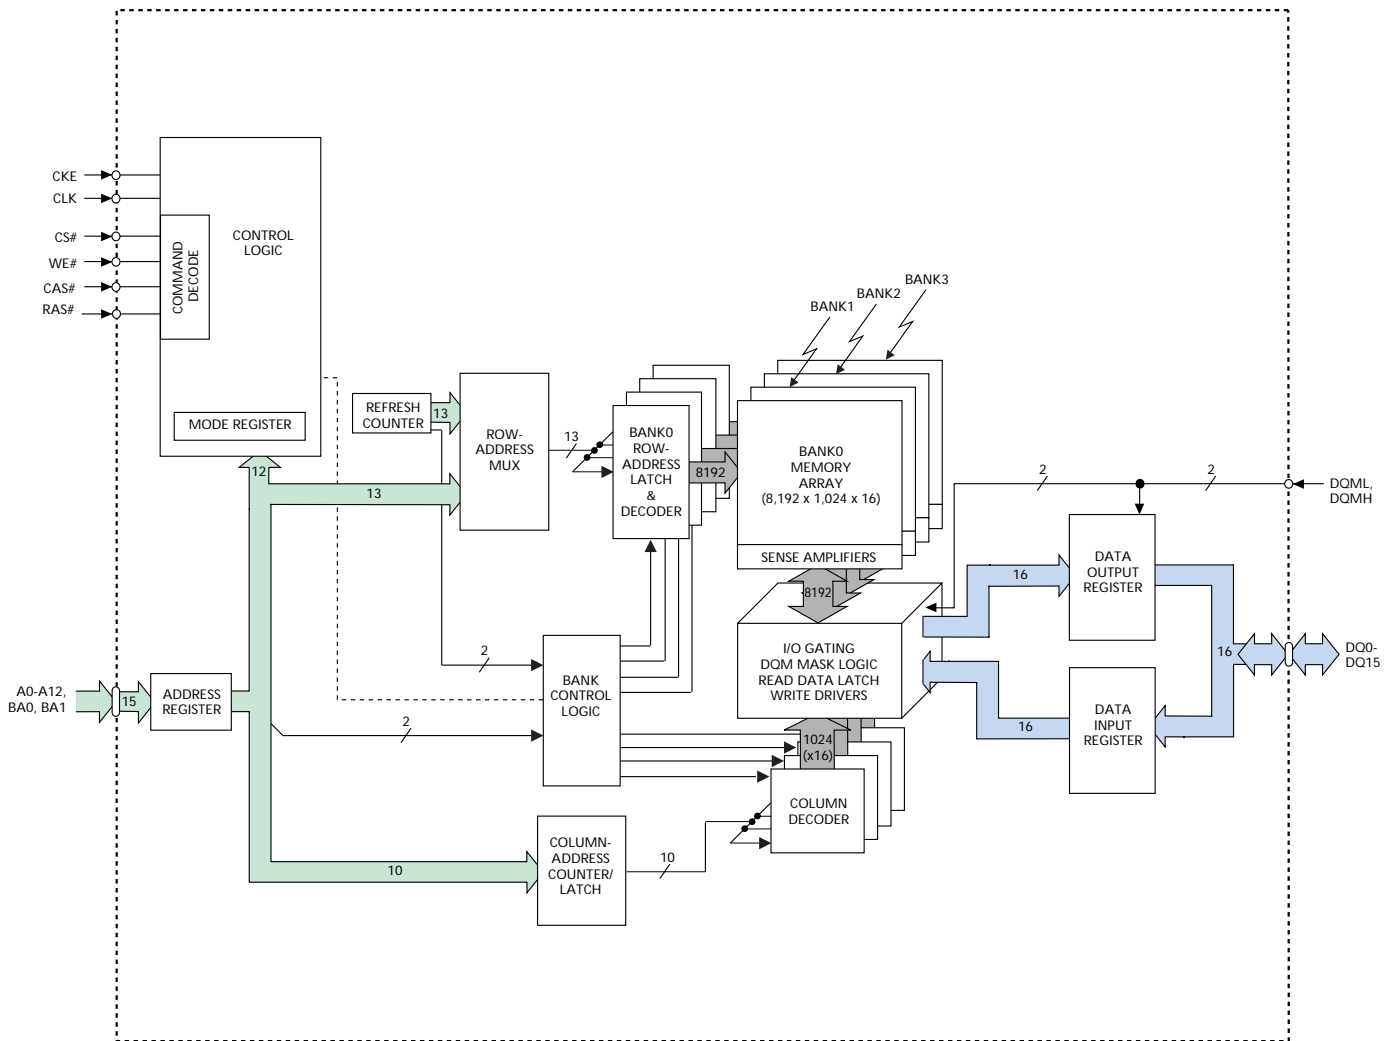 CKE
CLK
CS#
WE#
CAS#
RAS#
COMMAND
DECODE
CONTROL
LOGIC
MODE REGISTER
12
13
REFRESH
COUNTER
13
ROW-
ADDRESS
MUX
13
BANK0
ROW-
ADDRESS
LATCH
&
DECODER
8192
BANK1
BANK2
BANK3
BANK0
MEMORY
ARRAY
(8,192 x 1,024 x 16)
SENSE AMPLIFIERS
8192
I/O GATING
DQM MASK LOGIC
READ DATA LATCH
WRITE DRIVERS
2
2
DQML,
DQMH
DATA
OUTPUT
REGISTER
16
16
DQ0-
DQ15
DATA
INPUT
REGISTER
16
A0-A12,
BA0, BA1
15
ADDRESS
REGISTER
2
2
BANK
CONTROL
LOGIC
1024
(x16)
COLUMN
DECODER
10
COLUMN-
ADDRESS
COUNTER/
LATCH
10